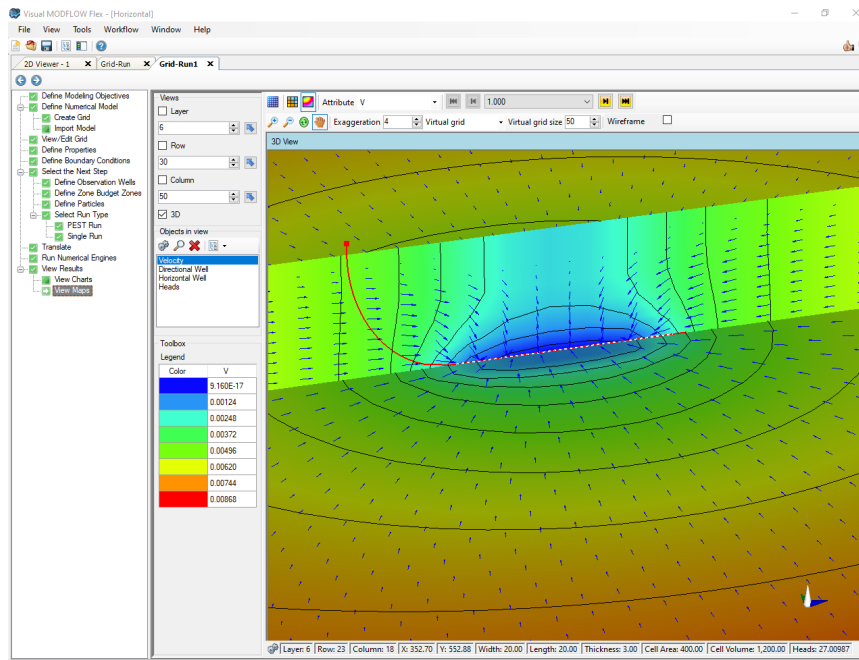 Visual MODFLOW Flex - [Horizontal]
File View Tools Workflow Window Help
2D Viewer - 1 Grid-Run Grid-Run1
Define Modeling Objectives
Define Numerical Model
Create Grid
Import Model
View/Edit Grid
Define Properties
Define Boundary Conditions
Select the Next Step
Define Observation Wells
Define Zone Budget Zones
Define Particles
Select Run Type
PEST Run
Single Run
Translate
Run Numerical Engines
View Results
View Charts
View Maps
Views
Layer
6
Row
30
Column
50
3D
Objects in view
Velocity
Directional Well
Horizontal Well
Heads
Toolbox
Legend
Color V
9.160E-17
0.00124
0.00248
0.00372
0.00496
0.00620
0.00744
0.00868
Attribute V 1.000
Exaggeration 4 Virtual grid Virtual grid size 50 Wireframe
3D View
Layer: 6 Row: 23 Column: 18 X: 352.70 Y: 552.88 Width: 20.00 Length: 20.00 Thickness: 3.00 Cell Area: 400.00 Cell Volume: 1,200.00 Heads: 27.00987